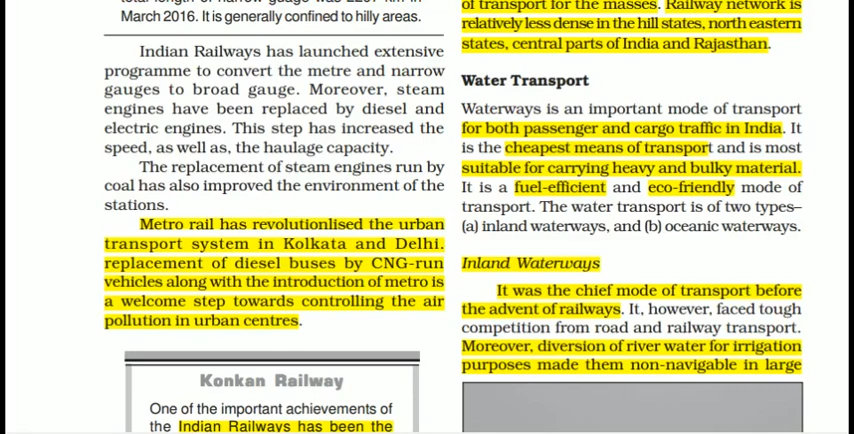 March 2016. It is generally confined to hilly areas.
Indian Railways has launched extensive
programme to convert the metre and narrow
gauges to broad gauge. Moreover, steam
engines have been replaced by diesel and
electric engines. This step has increased the
speed, as well as, the haulage capacity.
The replacement of steam engines run by
coal has also improved the environment of the
stations.
Metro rail has revolutionlised the urban
transport system in Kolkata and Delhi.
replacement of diesel buses by CNG-run
vehicles along with the introduction of metro is
a welcome step towards controlling the air
pollution in urban centres.
Konkan Railway
One of the important achievements of
the Indian Railways has been the
of transport for the masses. Railway network is
relatively less dense in the hill states, north eastern
states, central parts of India and Rajasthan.
Water Transport
Waterways is an important mode of transport
for both passenger and cargo traffic in India. It
is the cheapest means of transport and is most
suitable for carrying heavy and bulky material.
It is a fuel-efficient and eco-friendly mode of
transport. The water transport is of two types–
(a) inland waterways, and (b) oceanic waterways.
Inland Waterways
It was the chief mode of transport before
the advent of railways. It, however, faced tough
competition from road and railway transport.
Moreover, diversion of river water for irrigation
purposes made them non-navigable in large